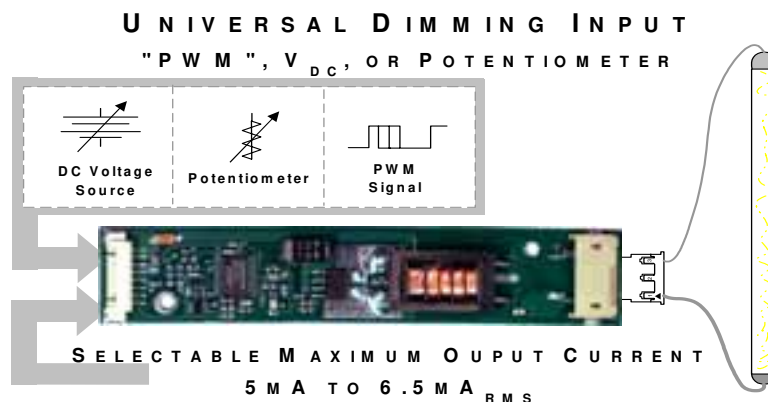 UNIVERSAL DIMMING INPUT
"PWM", VDC, OR POTENTIOMETER
DC Voltage
Source
Potentiometer
PWM
Signal
SELECTABLE MAXIMUM OUPUT CURRENT
5MA TO 6.5MARMS